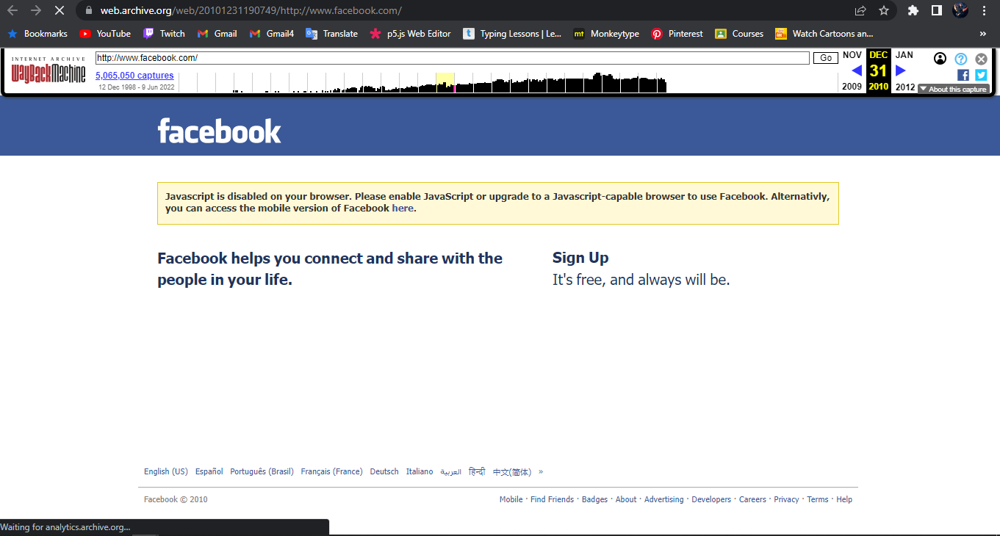 web.archive.org/web/20101231190749/http://www.facebook.com/
Bookmarks YouTube Twitch Gmail Gmail4 Translate p5.js Web Editor t Typing Lessons | Le... mt Monkeytype Pinterest Courses Watch Cartoons an... »
INTERNET ARCHIVE
WayBackMachine
http://www.facebook.com/ Go
5,065,050 captures
12 Dec 1998 - 9 Jun 2022
NOV DEC JAN
31
2009 2010 2012
About this capture
facebook
Javascript is disabled on your browser. Please enable JavaScript or upgrade to a Javascript-capable browser to use Facebook. Alternativly,
you can access the mobile version of Facebook here.
Facebook helps you connect and share with the
people in your life.
Sign Up
It's free, and always will be.
English (US) Español Português (Brasil) Français (France) Deutsch Italiano العربية हिन्दी 中文(简体) »
Facebook © 2010
Mobile · Find Friends · Badges · About · Advertising · Developers · Careers · Privacy · Terms · Help
Waiting for analytics.archive.org...